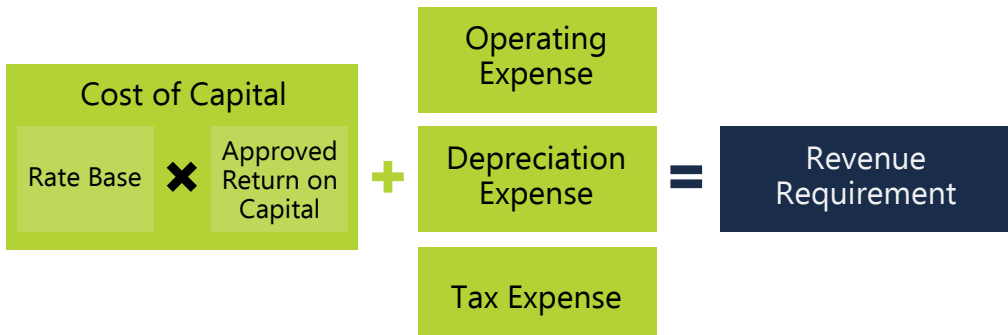 Cost of Capital
Rate Base
×
Approved
Return on
Capital
+
Operating
Expense
Depreciation
Expense
Tax Expense
=
Revenue
Requirement